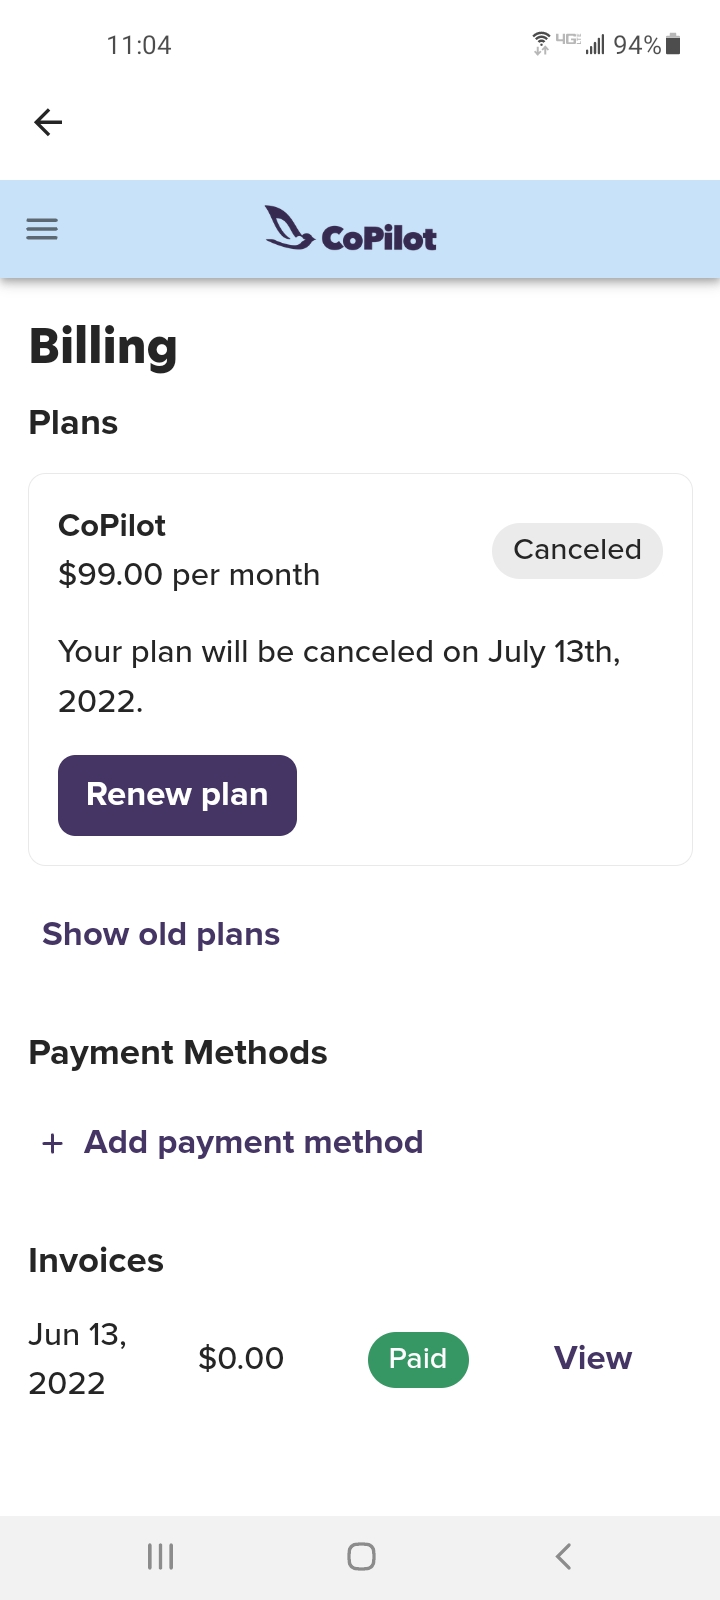 11:04 94%
CoPilot
Billing
Plans
CoPilot
$99.00 per month
Canceled
Your plan will be canceled on July 13th,
2022.
Renew plan
Show old plans
Payment Methods
+ Add payment method
Invoices
Jun 13,
2022
$0.00
Paid
View